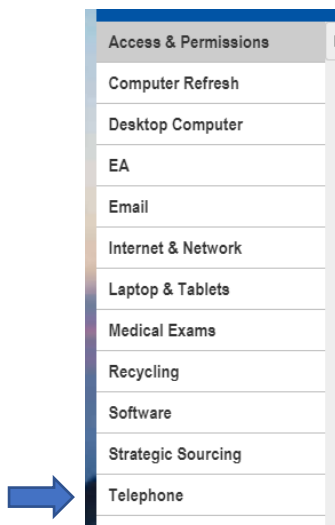 Access & Permissions
Computer Refresh
Desktop Computer
EA
Email
Internet & Network
Laptop & Tablets
Medical Exams
Recycling
Software
Strategic Sourcing
Telephone